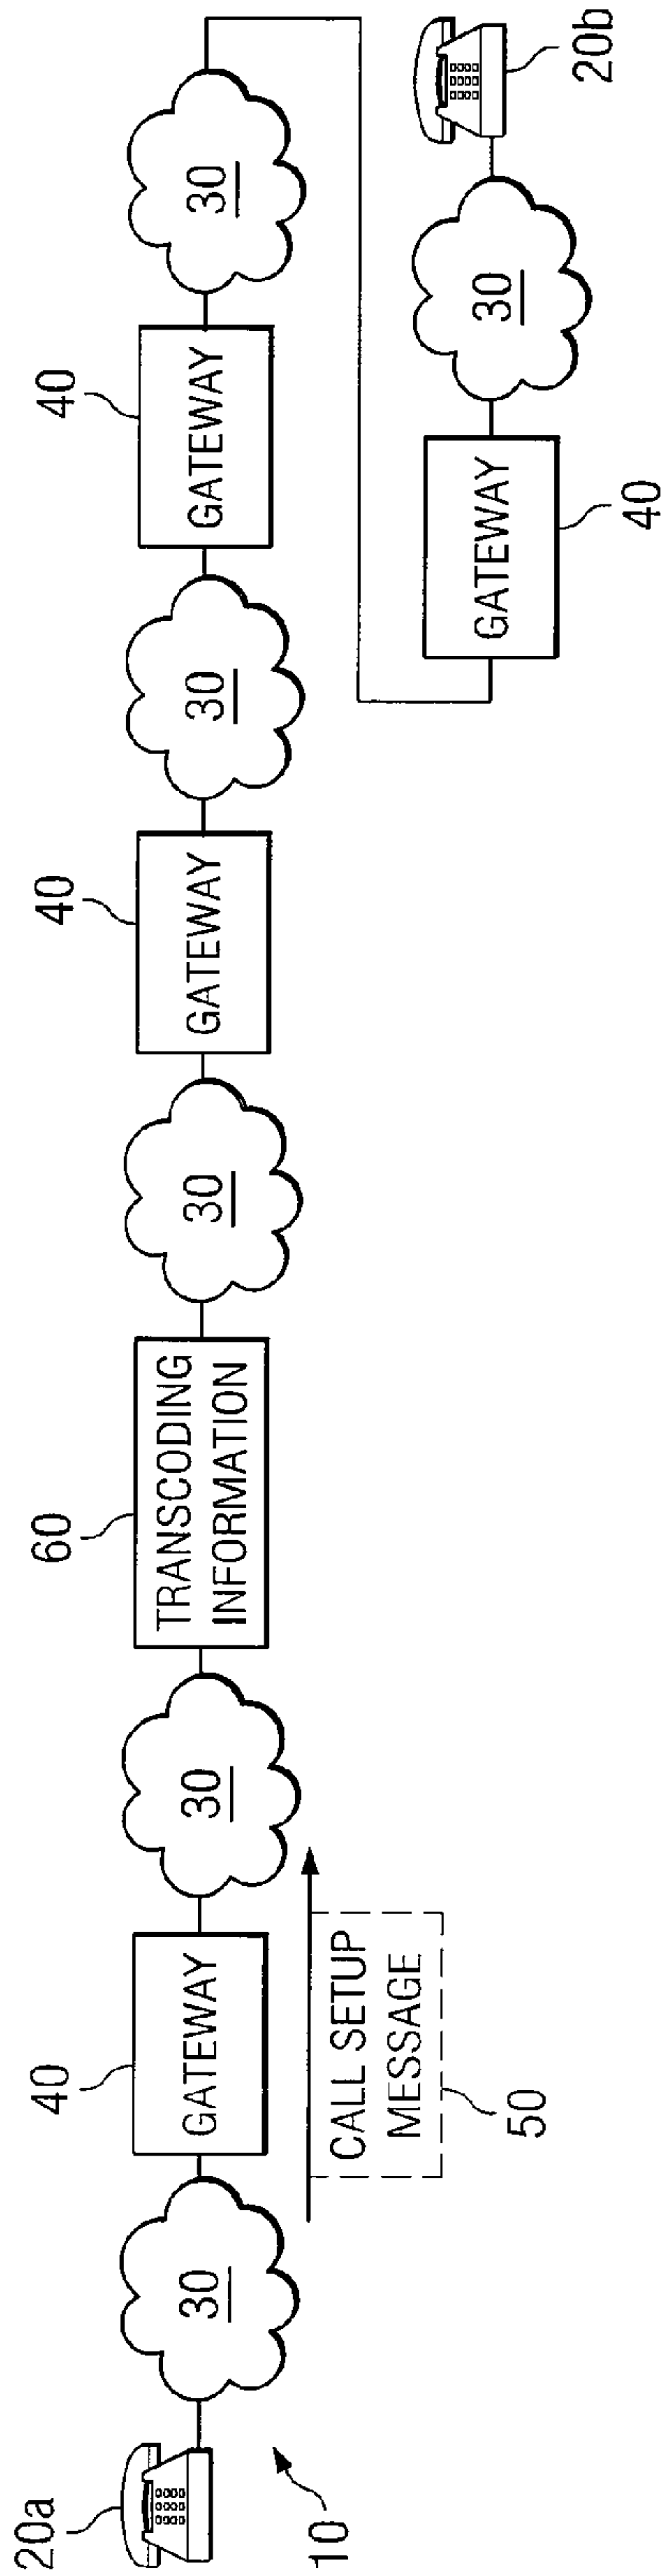 20a
10
30
40
GATEWAY
CALL SETUP
MESSAGE
50
30
60
TRANSCODING
INFORMATION
30
40
GATEWAY
30
40
GATEWAY
30
GATEWAY
40
30
20b